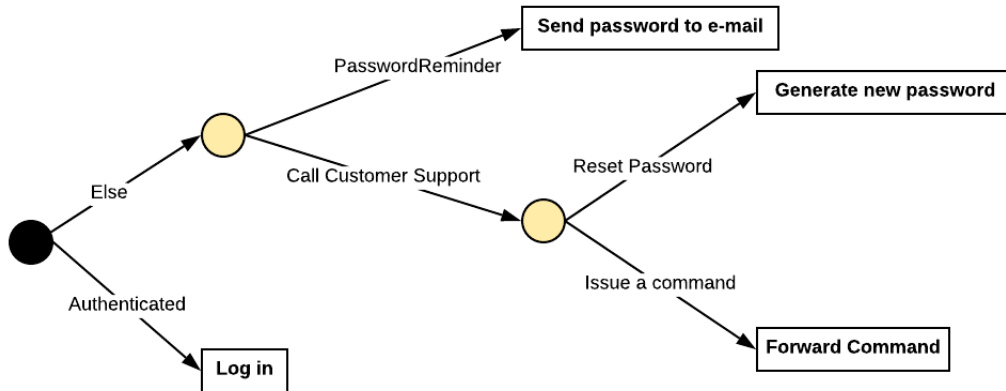 Send password to e-mail
PasswordReminder
Generate new password
Reset Password
Call Customer Support
Else
Issue a command
Authenticated
Forward Command
Log in